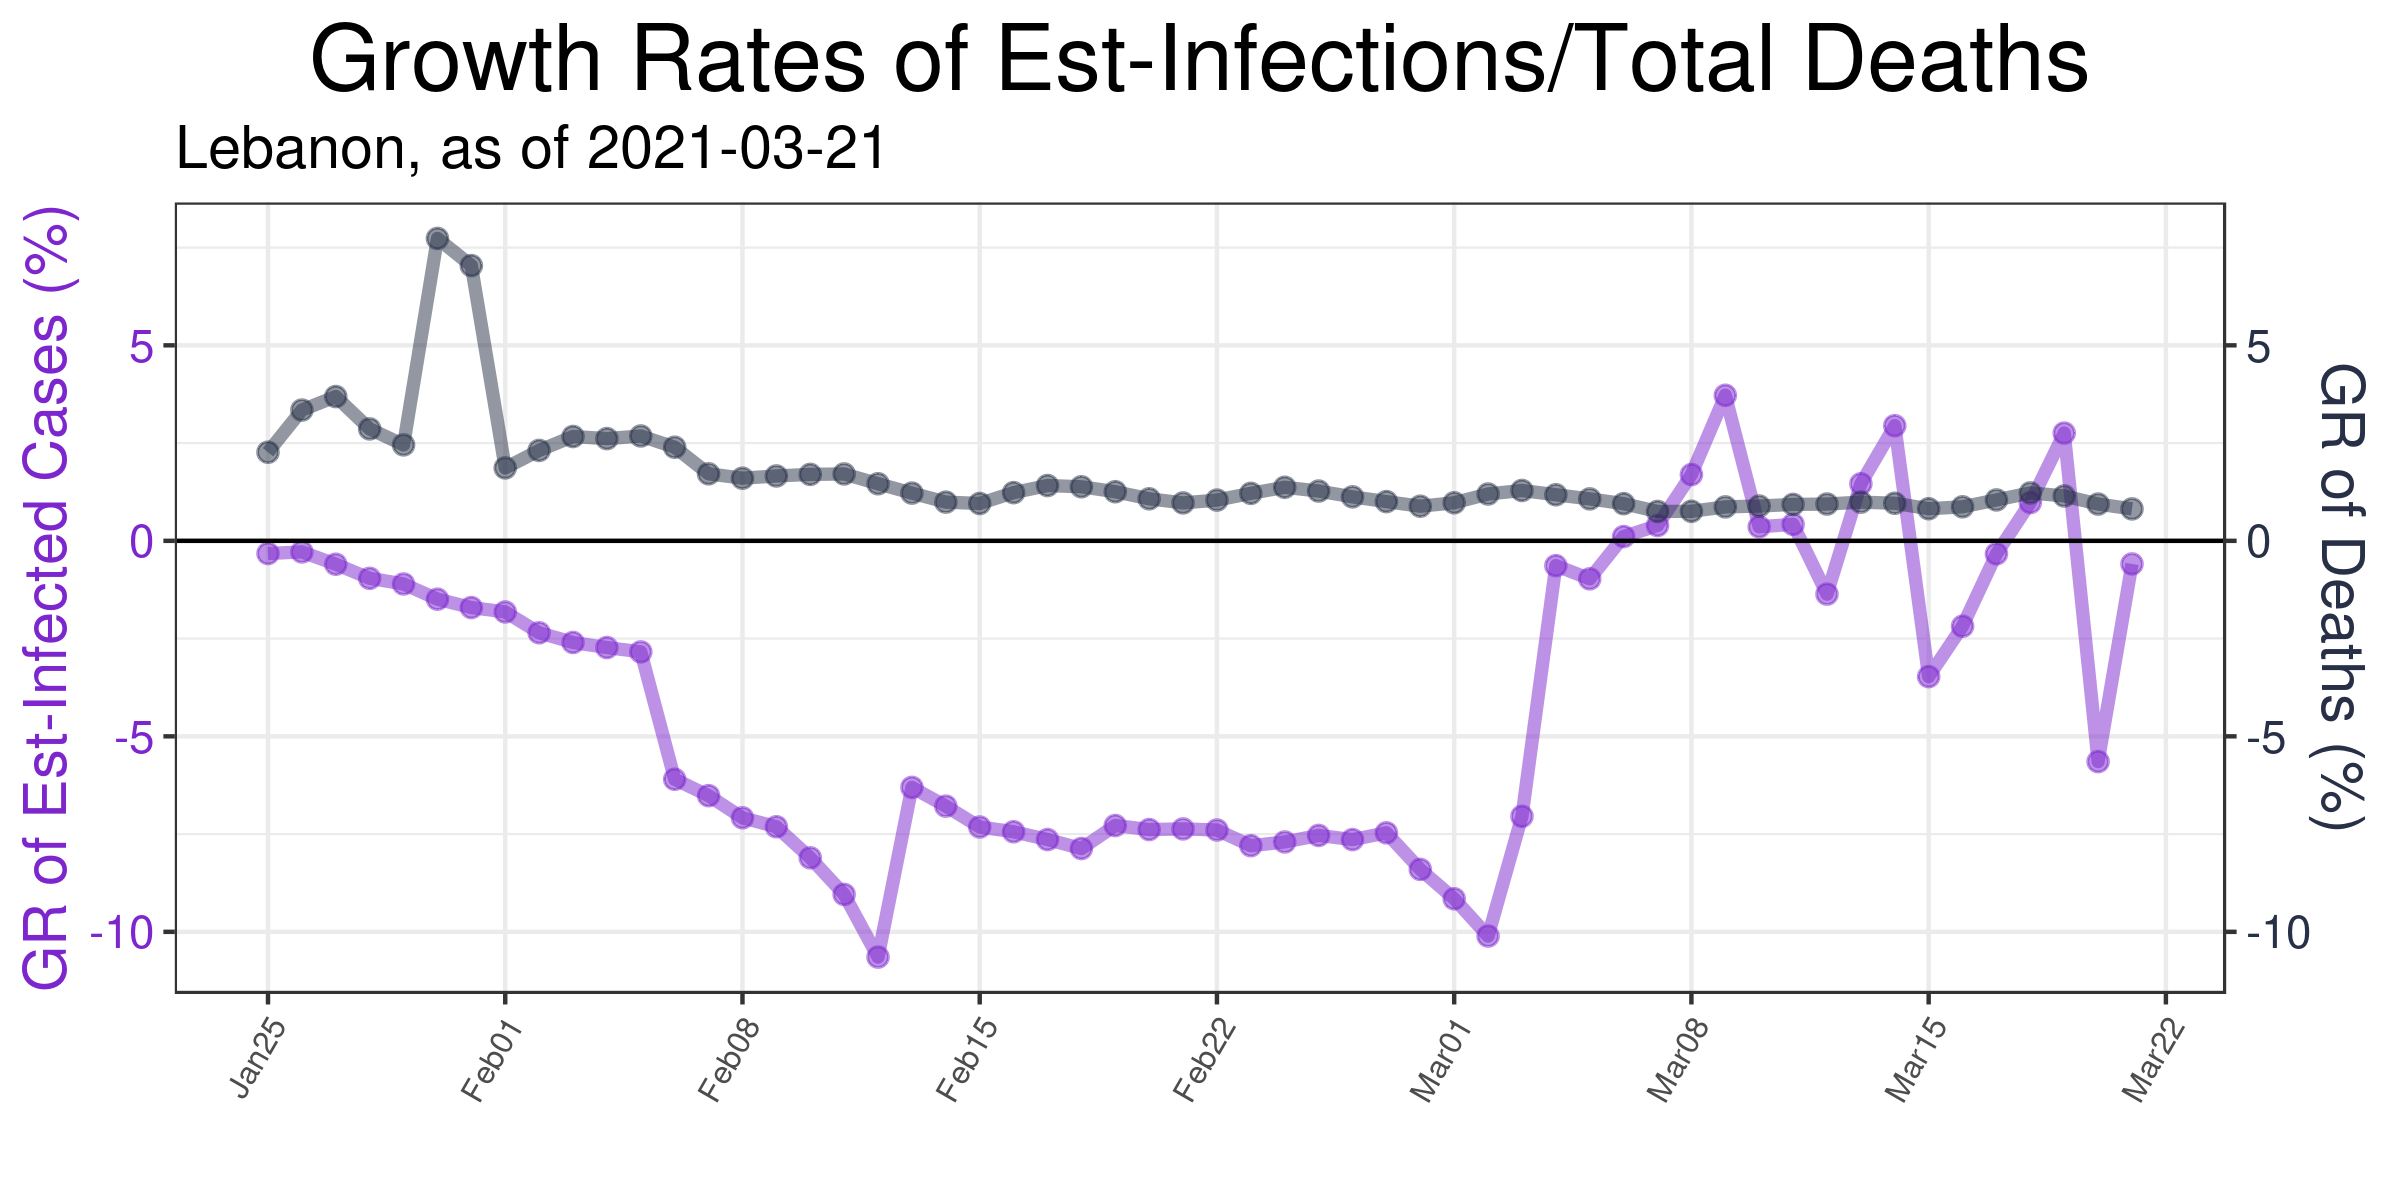 Growth Rates of Est-Infections/Total Deaths
Lebanon, as of 2021-03-21
GR of Est-Infected Cases (%)
5
0
-5
-10
5
0
-5
-10
GR of Deaths (%)
Jan25
Feb01
Feb08
Feb15
Feb22
Mar01
Mar08
Mar15
Mar22